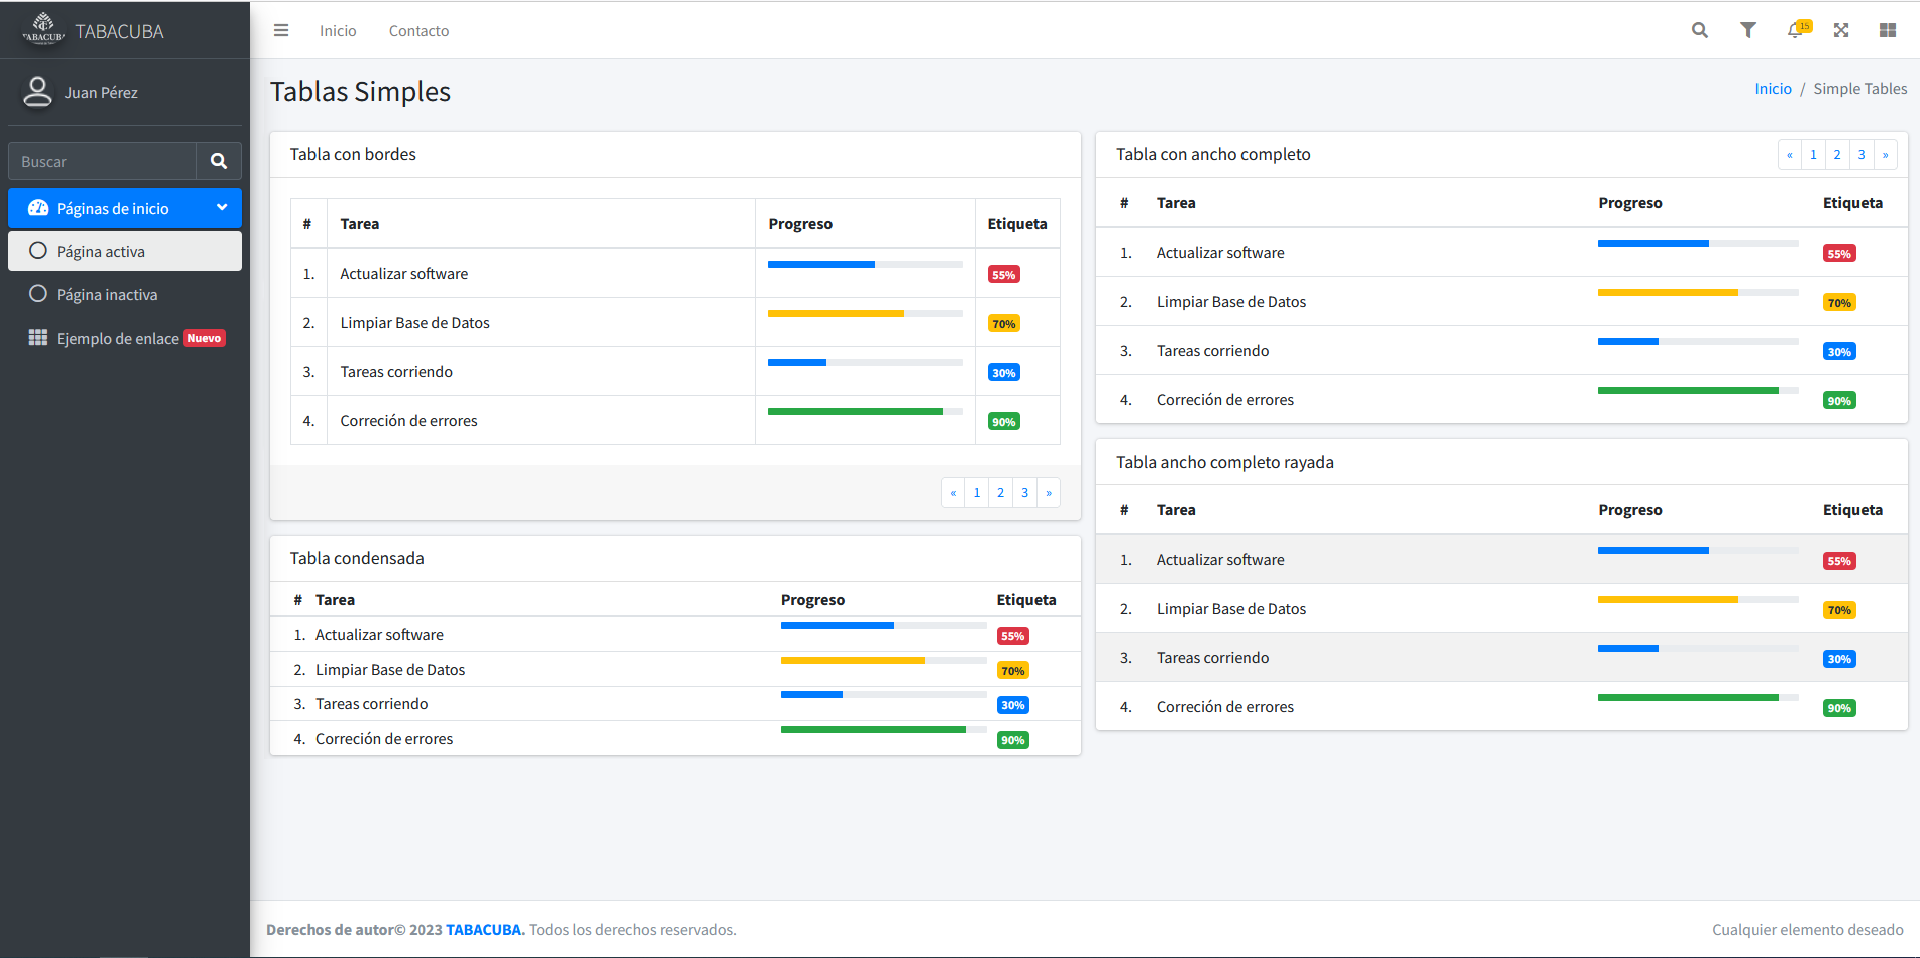 TABACUBA
TABACUBA
Inicio
Contacto
15
Juan Pérez
Buscar
Páginas de inicio
Página activa
Página inactiva
Ejemplo de enlace Nuevo
Tablas Simples
Inicio / Simple Tables
Tabla con bordes
# Tarea Progreso Etiqueta
1. Actualizar software 55%
2. Limpiar Base de Datos 70%
3. Tareas corriendo 30%
4. Correción de errores 90%
« 1 2 3 »
Tabla condensada
# Tarea Progreso Etiqueta
1. Actualizar software 55%
2. Limpiar Base de Datos 70%
3. Tareas corriendo 30%
4. Correción de errores 90%
Tabla con ancho completo
« 1 2 3 »
# Tarea Progreso Etiqueta
1. Actualizar software 55%
2. Limpiar Base de Datos 70%
3. Tareas corriendo 30%
4. Correción de errores 90%
Tabla ancho completo rayada
# Tarea Progreso Etiqueta
1. Actualizar software 55%
2. Limpiar Base de Datos 70%
3. Tareas corriendo 30%
4. Correción de errores 90%
Derechos de autor© 2023 TABACUBA. Todos los derechos reservados.
Cualquier elemento deseado